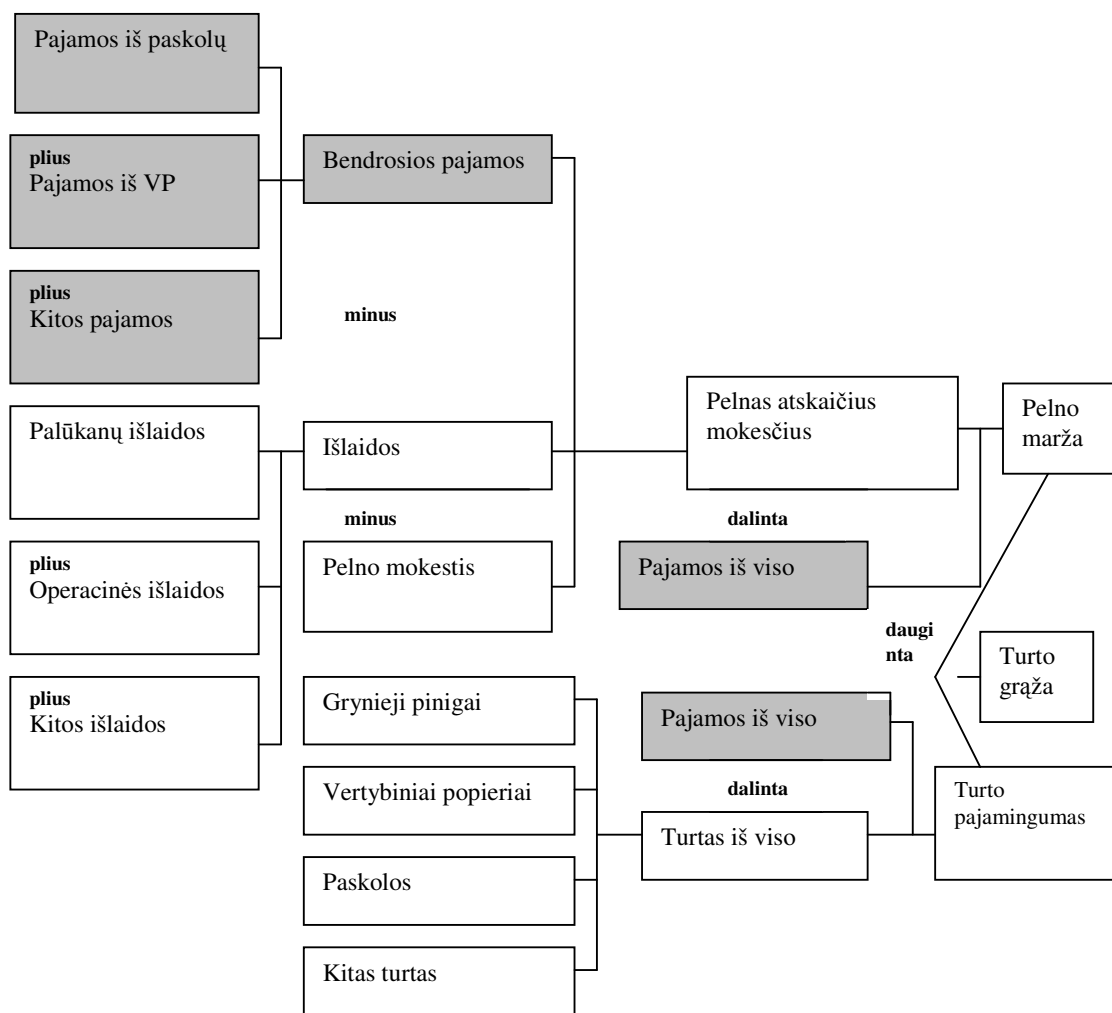 Pajamos iš paskolų
plius
Pajamos iš VP
plius
Kitos pajamos
Palūkanų išlaidos
plius
Operacinės išlaidos
plius
Kitos išlaidos
Bendrosios pajamos
minus
Išlaidos
minus
Pelno mokestis
Grynieji pinigai
Vertybiniai popieriai
Paskolos
Kitas turtas
Pelnas atskaičius
mokesčius
dalinta
Pajamos iš viso
Pajamos iš viso
dalinta
Turtas iš viso
Pelno
marža
daugi
nta
Turto
grąža
Turto
pajamingumas